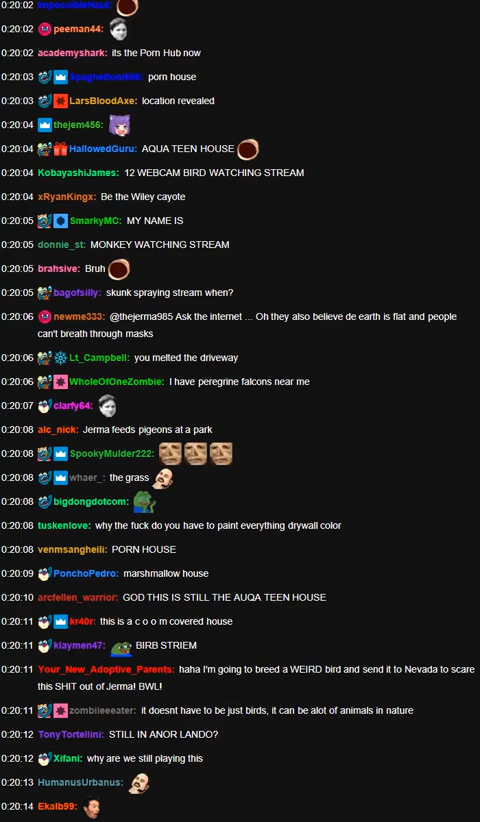 0:20:02 ImpossibleNaut:
0:20:02 peeman44:
0:20:02 academyshark: its the Porn Hub now
0:20:03 Spaghettoni666: porn house
0:20:03 LarsBloodAxe: location revealed
0:20:04 thejem456:
0:20:04 HallowedGuru: AQUA TEEN HOUSE
0:20:04 KobayashiJames: 12 WEBCAM BIRD WATCHING STREAM
0:20:04 xRyanKingx: Be the Wiley cayote
0:20:05 SmarkyMC: MY NAME IS
0:20:05 donnie_st: MONKEY WATCHING STREAM
0:20:05 brahsive: Bruh
0:20:06 bagofsilly: skunk spraying stream when?
0:20:06 newme333: @thejerma985 Ask the internet ... Oh they also believe de earth is flat and people
can't breath through masks
0:20:06 Lt_Campbell: you melted the driveway
0:20:06 WholeOfOneZombie: I have peregrine falcons near me
0:20:07 clarfy64:
0:20:08 alc_nick: Jerma feeds pigeons at a park
0:20:08 SpookyMulder222:
0:20:08 whaer_: the grass
0:20:08 bigdongdotcom:
0:20:08 tuskenlove: why the fuck do you have to paint everything drywall color
0:20:08 venmsangheili: PORN HOUSE
0:20:09 PonchoPedro: marshmallow house
0:20:10 arcfellen_warrior: GOD THIS IS STILL THE AUQA TEEN HOUSE
0:20:11 kr40r: this is a c o o m covered house
0:20:11 klaymen47: BIRB STRIEM
0:20:11 Your_New_Adoptive_Parents: haha I'm going to breed a WEIRD bird and send it to Nevada to scare
this SHIT out of Jerma! BWL!
0:20:11 zombiieeeater: it doesnt have to be just birds, it can be alot of animals in nature
0:20:12 TonyTortellini: STILL IN ANOR LANDO?
0:20:12 Xifani: why are we still playing this
0:20:13 HumanusUrbanus:
0:20:14 Ekalb99: